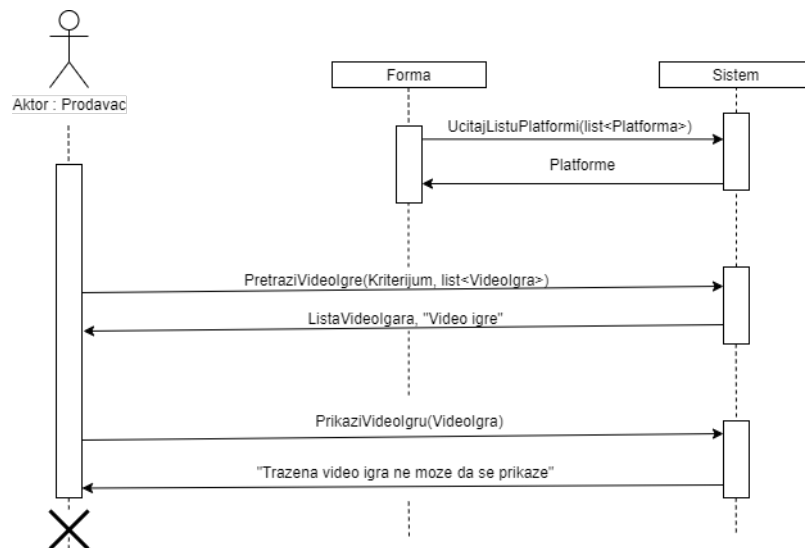 Forma
Sistem
Aktor : Prodavac
UcitajListuPlatformi(list<Platforma>)
Platforme
PretraziVideoIgre(Kriterijum, list<VideoIgra>)
ListaVideoIgara, "Video igre"
PrikaziVideoIgru(VideoIgra)
"Trazena video igra ne moze da se prikaze"